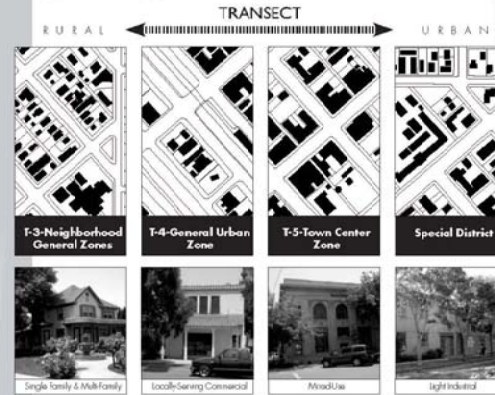 TRANSECT
RURAL
URBAN
T-3-Neighborhood
General Zones
T-4-General Urban
Zone
T-5-Town Center
Zone
Special District
Single Family & Multi-Family
Locally-Serving Commercial
Mixed-Use
Light Industrial